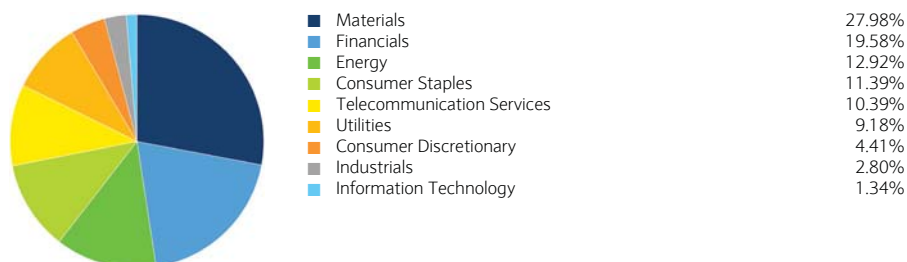 Materials 27.98%
Financials 19.58%
Energy 12.92%
Consumer Staples 11.39%
Telecommunication Services 10.39%
Utilities 9.18%
Consumer Discretionary 4.41%
Industrials 2.80%
Information Technology 1.34%